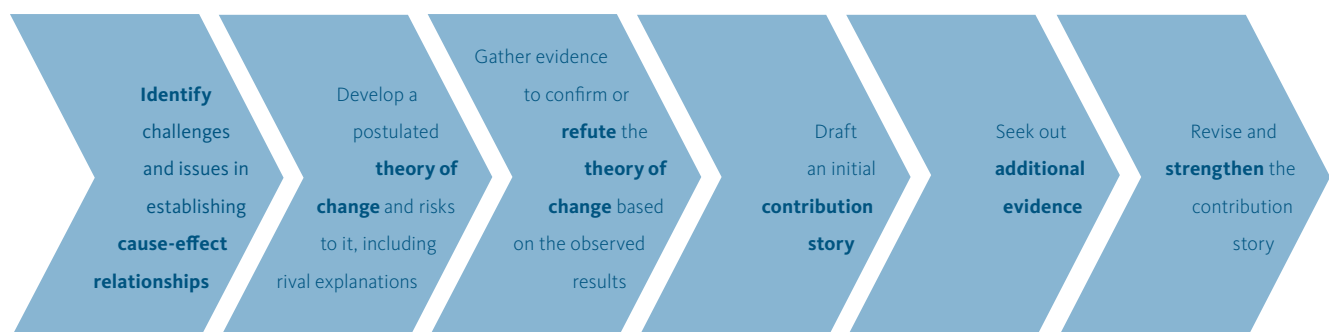 Identify
challenges
and issues in
establishing
cause-effect
relationships
Develop a
postulated
theory of
change and risks
to it, including
rival explanations
Gather evidence
to confirm or
refute the
theory of
change based
on the observed
results
Draft
an initial
contribution
story
Seek out
additional
evidence
Revise and
strengthen the
contribution
story